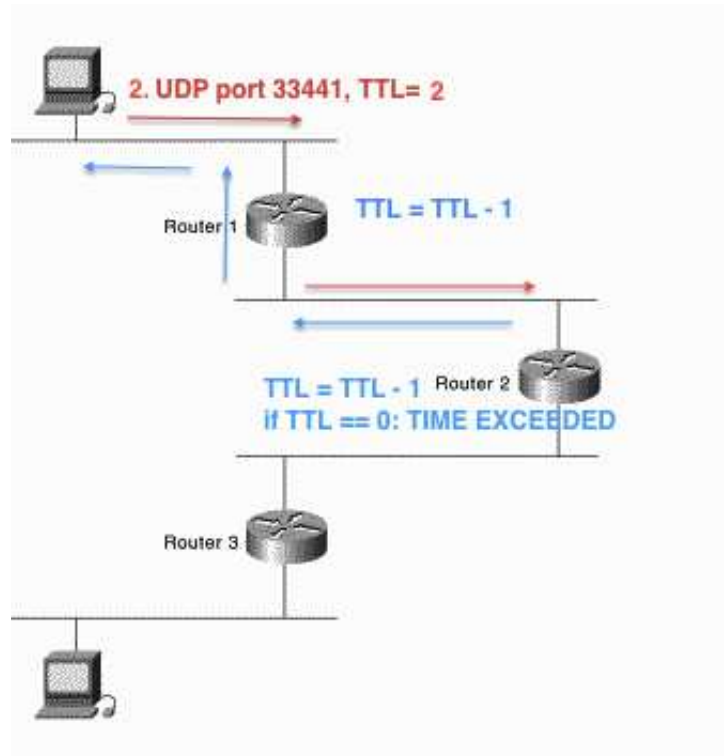 2. UDP port 33441, TTL= 2
Router 1
TTL = TTL - 1
TTL = TTL - 1
Router 2
if TTL == 0: TIME EXCEEDED
Router 3